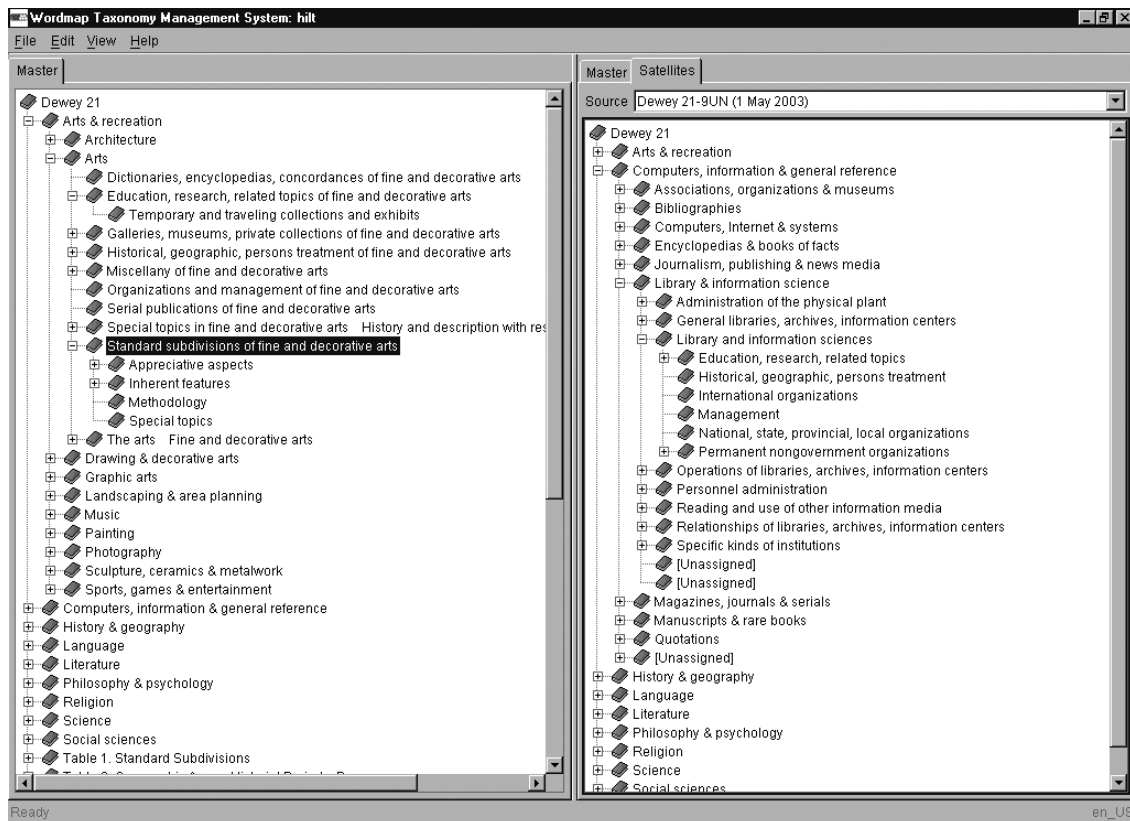 Wordmap Taxonomy Management System: hilt
File Edit View Help
Master
Dewey 21
Arts & recreation
Architecture
Arts
Dictionaries, encyclopedias, concordances of fine and decorative arts
Education, research, related topics of fine and decorative arts
Temporary and traveling collections and exhibits
Galleries, museums, private collections of fine and decorative arts
Historical, geographic, persons treatment of fine and decorative arts
Miscellany of fine and decorative arts
Organizations and management of fine and decorative arts
Serial publications of fine and decorative arts
Special topics in fine and decorative arts History and description with res
Standard subdivisions of fine and decorative arts
Appreciative aspects
Inherent features
Methodology
Special topics
The arts Fine and decorative arts
Drawing & decorative arts
Graphic arts
Landscaping & area planning
Music
Painting
Photography
Sculpture, ceramics & metalwork
Sports, games & entertainment
Computers, information & general reference
History & geography
Language
Literature
Philosophy & psychology
Religion
Science
Social sciences
Table 1. Standard Subdivisions
Master Satellites
Source Dewey 21-9UN (1 May 2003)
Dewey 21
Arts & recreation
Computers, information & general reference
Associations, organizations & museums
Bibliographies
Computers, Internet & systems
Encyclopedias & books of facts
Journalism, publishing & news media
Library & information science
Administration of the physical plant
General libraries, archives, information centers
Library and information sciences
Education, research, related topics
Historical, geographic, persons treatment
International organizations
Management
National, state, provincial, local organizations
Permanent nongovernment organizations
Operations of libraries, archives, information centers
Personnel administration
Reading and use of other information media
Relationships of libraries, archives, information centers
Specific kinds of institutions
[Unassigned]
[Unassigned]
Magazines, journals & serials
Manuscripts & rare books
Quotations
[Unassigned]
History & geography
Language
Literature
Philosophy & psychology
Religion
Science
Social sciences
Ready
en_US